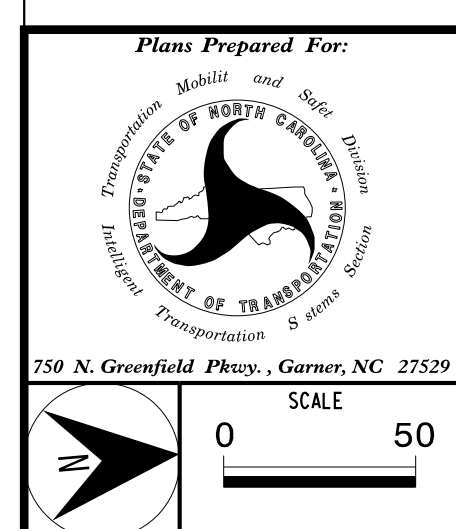 Plans Prepared For:
Transportation Mobilit and Safet Division
STATE OF NORTH CAROLINA
DEPARTMENT OF TRANSPORTATION
Intelligent Transportation S stems Section
750 N. Greenfield Pkwy. , Garner, NC 27529
SCALE
0 50
N